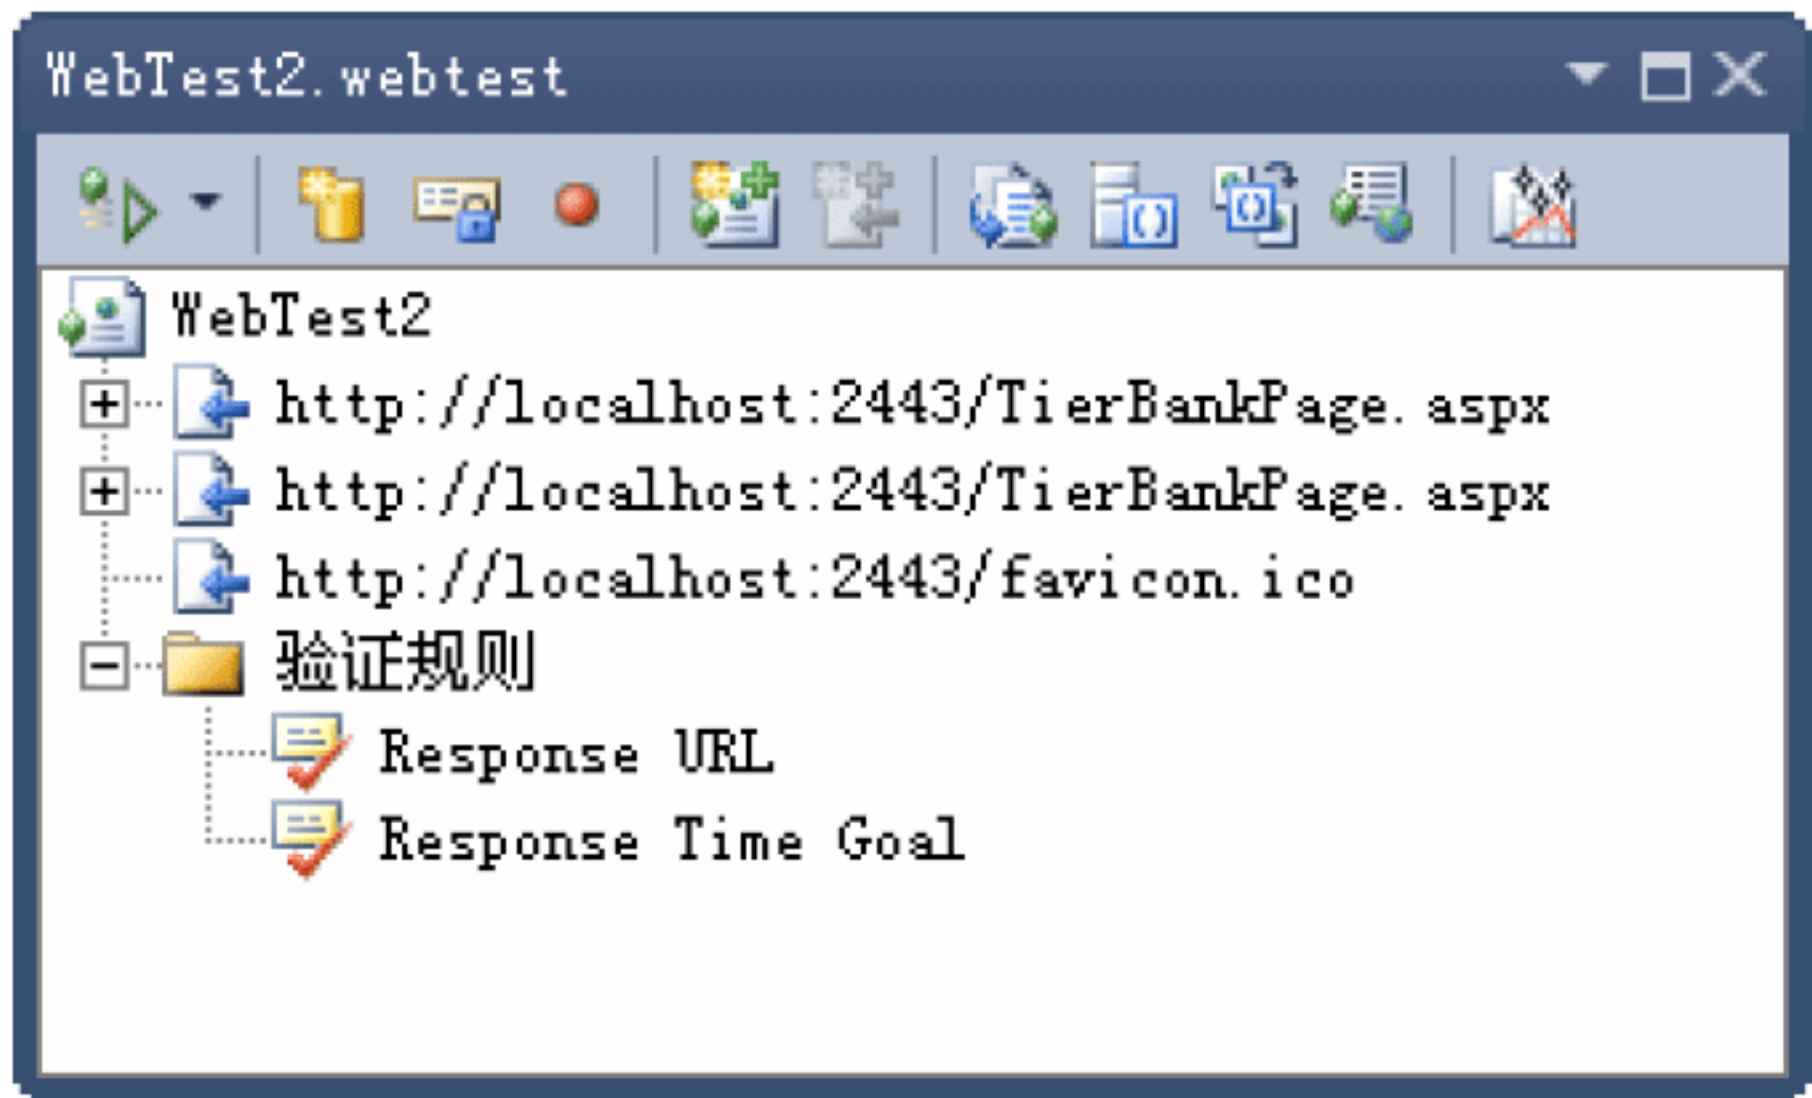 WebTest2.webtest
WebTest2
http://localhost:2443/TierBankPage.aspx
http://localhost:2443/TierBankPage.aspx
http://localhost:2443/favicon.ico
验证规则
Response URL
Response Time Goal